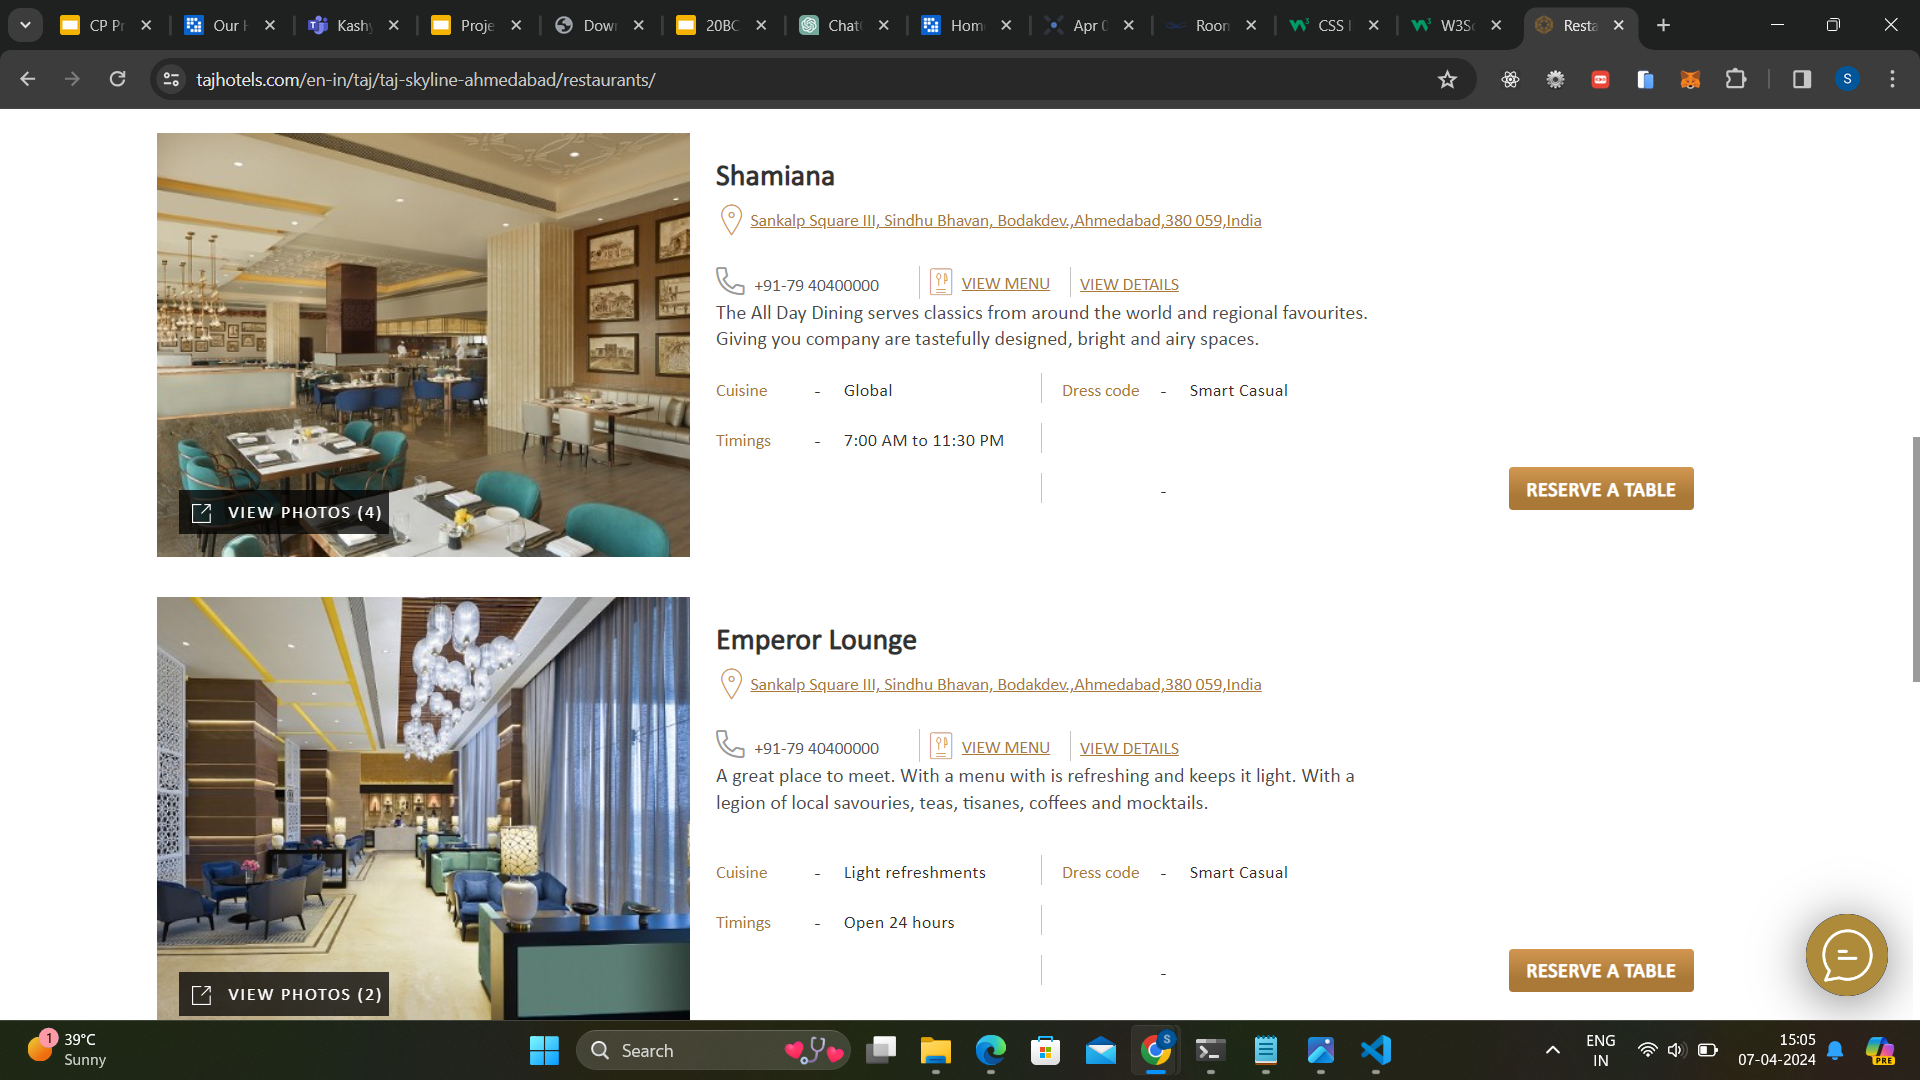 CP Pr
Our H
Kashy
Proje
Down
20BC
Chat
Hom
Apr 0
Room
CSS
W3Sc
Resta
tajhotels.com/en-in/taj/taj-skyline-ahmedabad/restaurants/
S
Shamiana
Sankalp Square III, Sindhu Bhavan, Bodakdev.,Ahmedabad,380 059,India
+91-79 40400000 VIEW MENU VIEW DETAILS
The All Day Dining serves classics from around the world and regional favourites.
Giving you company are tastefully designed, bright and airy spaces.
Cuisine - Global Dress code - Smart Casual
Timings - 7:00 AM to 11:30 PM
-
RESERVE A TABLE
VIEW PHOTOS (4)
Emperor Lounge
Sankalp Square III, Sindhu Bhavan, Bodakdev.,Ahmedabad,380 059,India
+91-79 40400000 VIEW MENU VIEW DETAILS
A great place to meet. With a menu with is refreshing and keeps it light. With a
legion of local savouries, teas, tisanes, coffees and mocktails.
Cuisine - Light refreshments Dress code - Smart Casual
Timings - Open 24 hours
-
RESERVE A TABLE
VIEW PHOTOS (2)
1
39°C
Sunny
Search
S
ENG
IN
15:05
07-04-2024
PRE